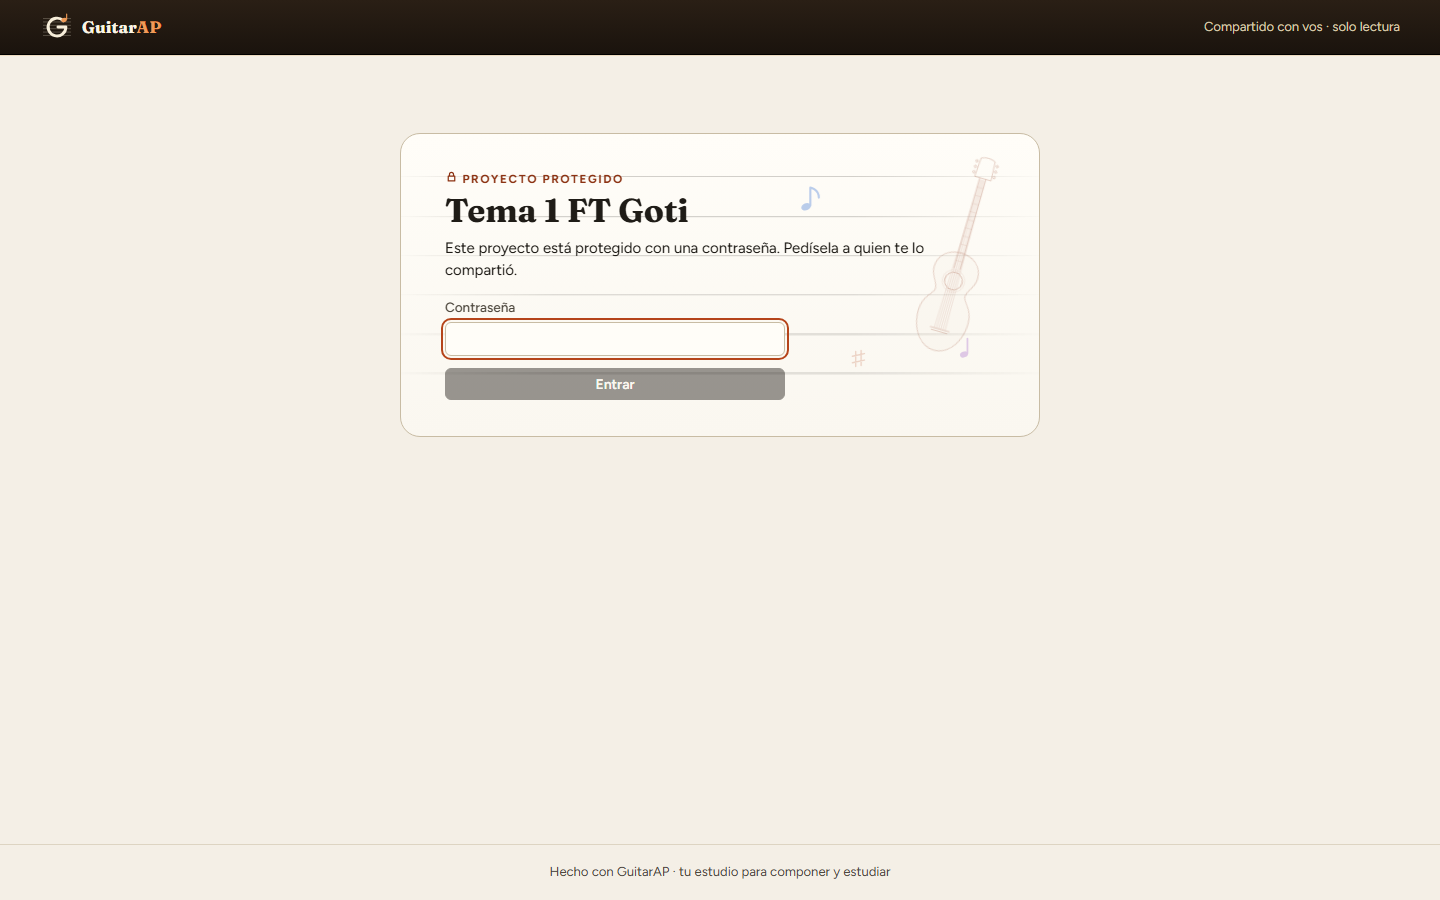 GuitarAP
Compartido con vos · solo lectura
PROYECTO PROTEGIDO
Tema 1 FT Goti
Este proyecto está protegido con una contraseña. Pedísela a quien te lo
compartió.
Contraseña
Entrar
Hecho con GuitarAP · tu estudio para componer y estudiar